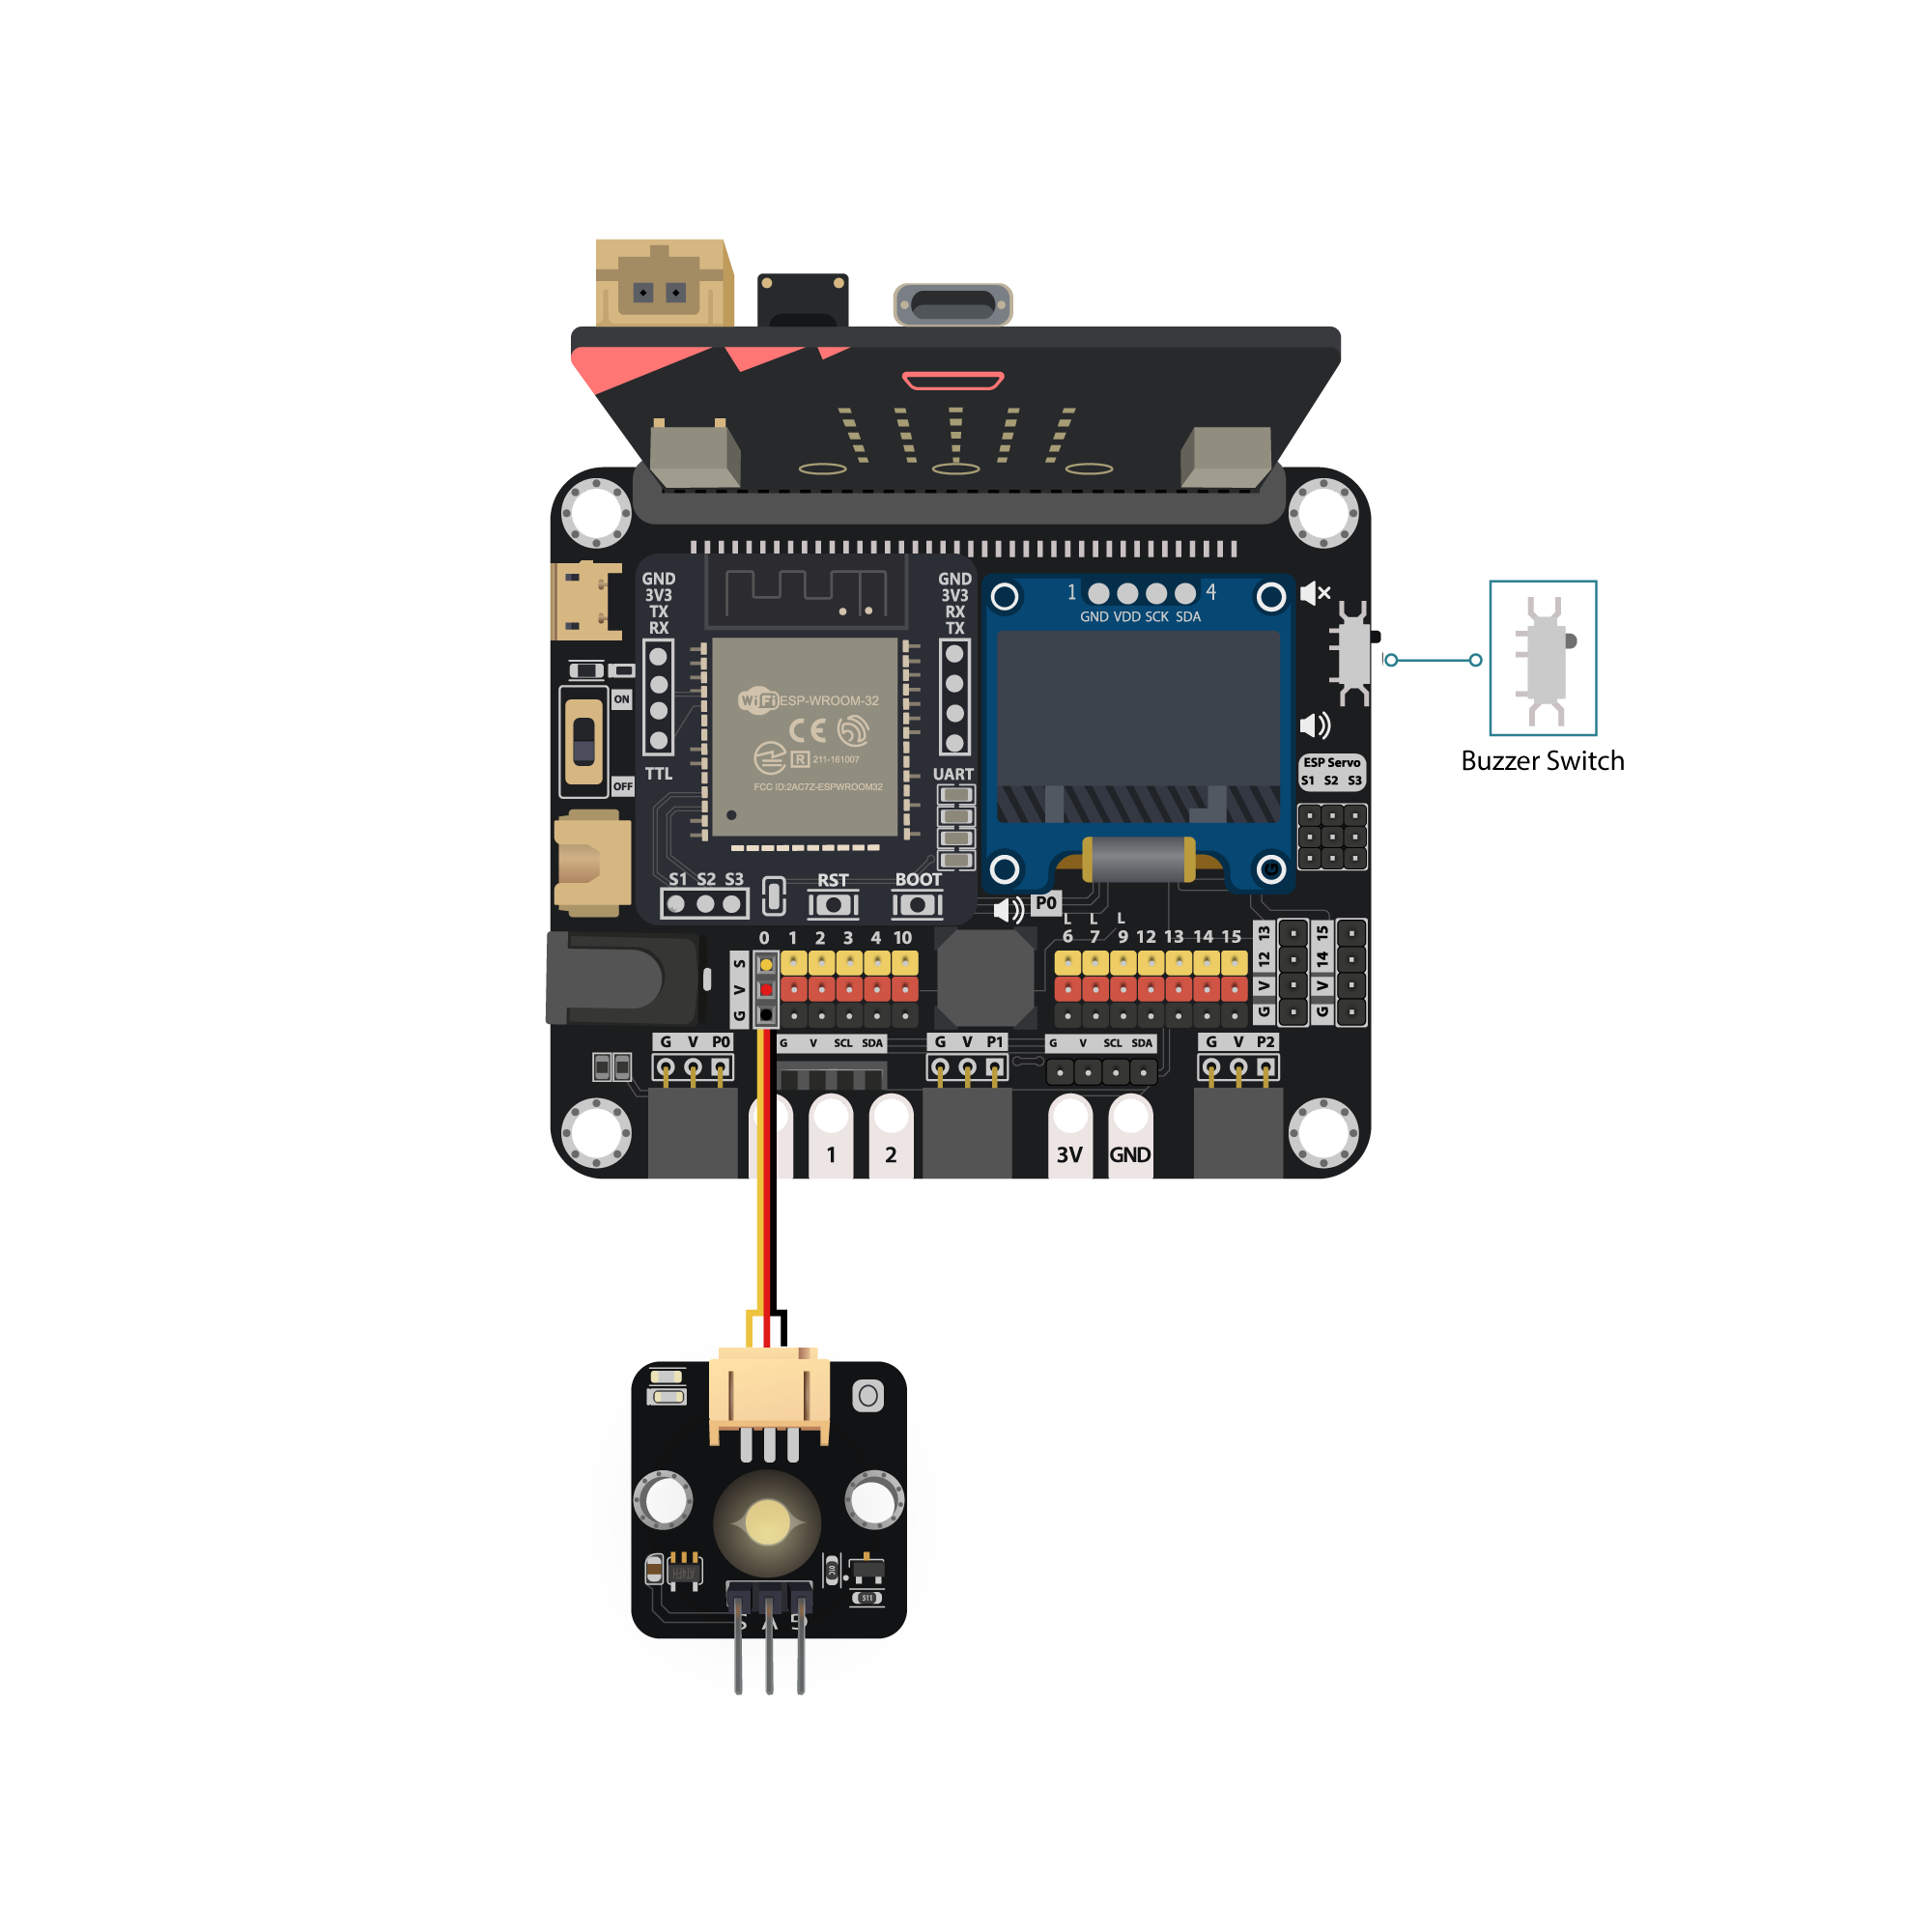 GND
3V3
TX
RX
TTL
ON
OFF
WiFi ESP-WROOM-32
CE
R 211-161007
FCC ID:2AC7Z-ESPWROOM32
GND
3V3
RX
TX
UART
S1 S2 S3
RST
BOOT
1 4
GND VDD SCK SDA
Buzzer Switch
ESP Servo
S1 S2 S3
P0
L L L
0 1 2 3 4 10
6 7 9 12 13 14 15
S
V
G
13
12
V
G
15
14
V
G
G V P0
G V SCL SDA
G V P1
G V SCL SDA
G V P2
1 2 3V GND
511